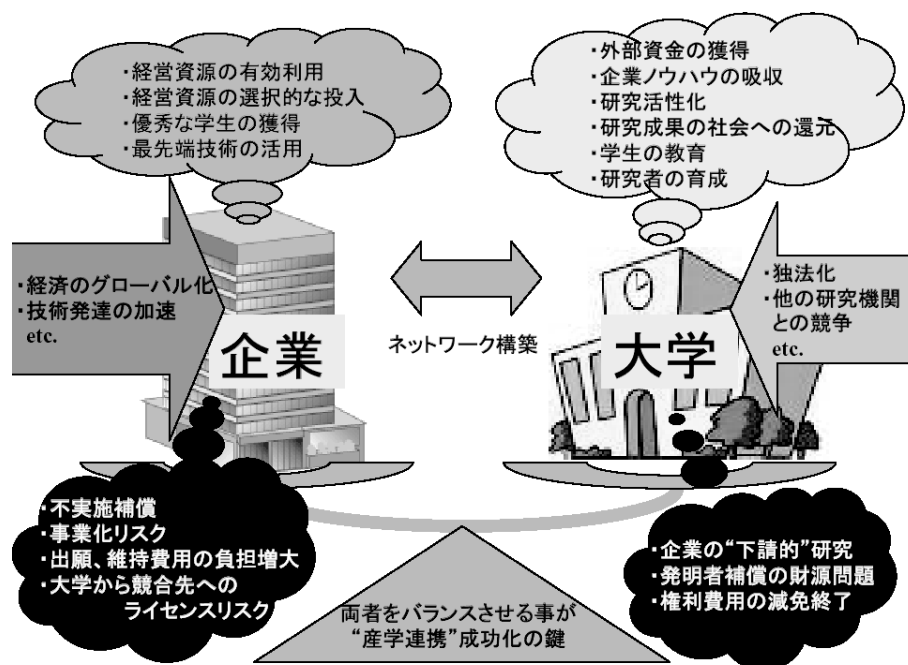 ・経営資源の有効利用
・経営資源の選択的な投入
・優秀な学生の獲得
・最先端技術の活用
・外部資金の獲得
・企業ノウハウの吸収
・研究活性化
・研究成果の社会への還元
・学生の教育
・研究者の育成
・経済のグローバル化
・技術発達の加速
etc.
企業
ネットワーク構築
大学
・独法化
・他の研究機関
との競争
etc.
・不実施補償
・事業化リスク
・出願、維持費用の負担増大
・大学から競合先への
ライセンスリスク
・企業の“下請的”研究
・発明者補償の財源問題
・権利費用の減免終了
両者をバランスさせる事が
“産学連携”成功化の鍵